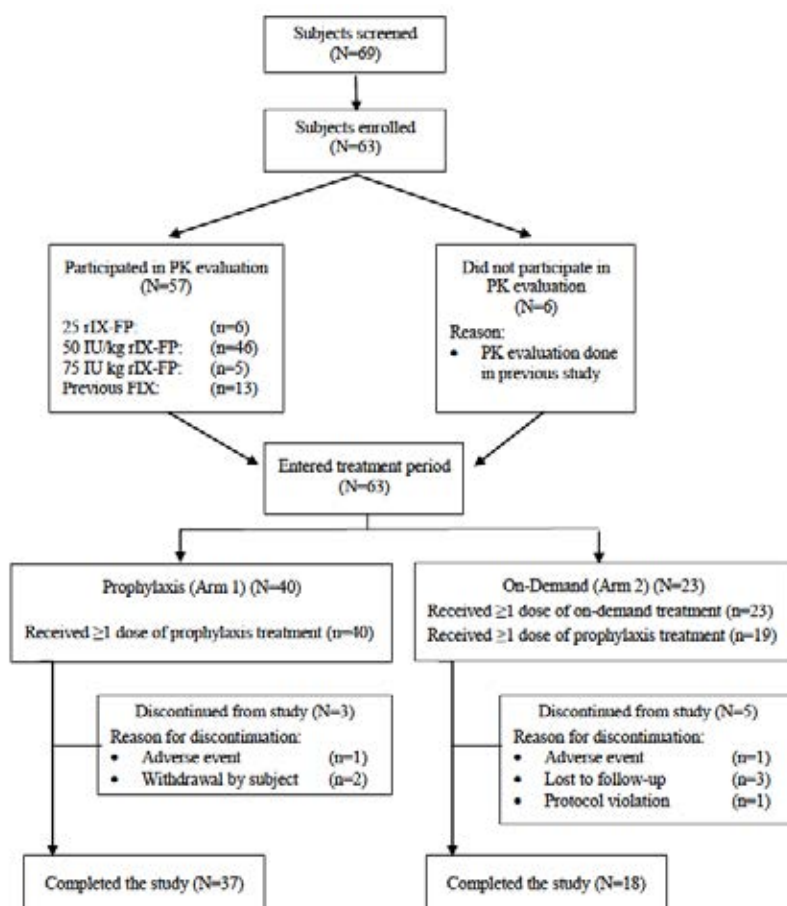 Subjects screened
(N=69)
Subjects enrolled
(N=63)
Participated in PK evaluation
(N=57)
25 rIX-FP: (n=6)
50 IU/kg rIX-FP: (n=46)
75 IU kg rIX-FP: (n=5)
Previous FIX: (n=13)
Did not participate in
PK evaluation
(N=6)
Reason:
• PK evaluation done
in previous study
Entered treatment period
(N=63)
Prophylaxis (Arm 1) (N=40)
Received ≥1 dose of prophylaxis treatment (n=40)
On-Demand (Arm 2) (N=23)
Received ≥1 dose of on-demand treatment (n=23)
Received ≥1 dose of prophylaxis treatment (n=19)
Discontinued from study (N=3)
Reason for discontinuation:
• Adverse event (n=1)
• Withdrawal by subject (n=2)
Discontinued from study (N=5)
Reason for discontinuation:
• Adverse event (n=1)
• Lost to follow-up (n=3)
• Protocol violation (n=1)
Completed the study (N=37)
Completed the study (N=18)